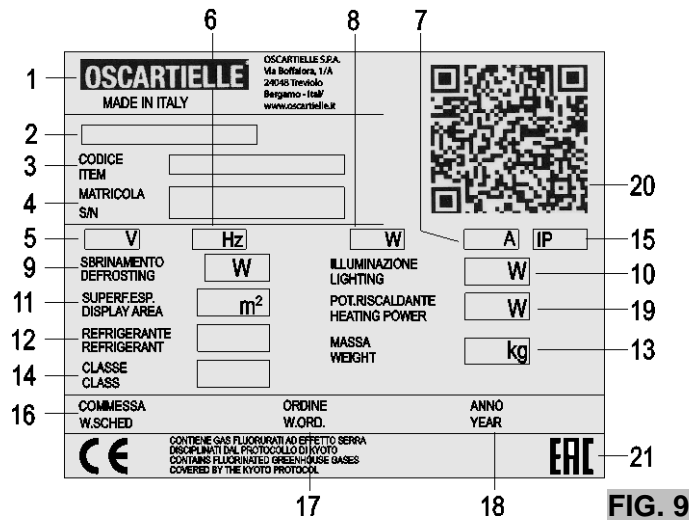 6 8 7
1 OSCARTIELLE
MADE IN ITALY
OSCARTIELLE S.P.A.
Via Boffalora, 1/A
24048 Treviolo
Bergamo - Italy
www.oscartielle.it
2
3 CODICE
ITEM
4 MATRICOLA
S/N
20
5 V Hz W A IP 15
9 SBRINAMENTO
DEFROSTING W
ILLUMINAZIONE
LIGHTING W 10
11 SUPERF.ESP.
DISPLAY AREA m²
POT.RISCALDANTE
HEATING POWER W 19
12 REFRIGERANTE
REFRIGERANT
MASSA
WEIGHT kg 13
14 CLASSE
CLASS
16 COMMESSA ORDINE ANNO
W.SCHED W.ORD. YEAR
CE
CONTIENE GAS FLUORURATI AD EFFETTO SERRA
DISCIPLINATI DAL PROTOCOLLO DI KYOTO
CONTAINS FLUORINATED GREENHOUSE GASES
COVERED BY THE KYOTO PROTOCOL
EAC 21
17 18
FIG. 9